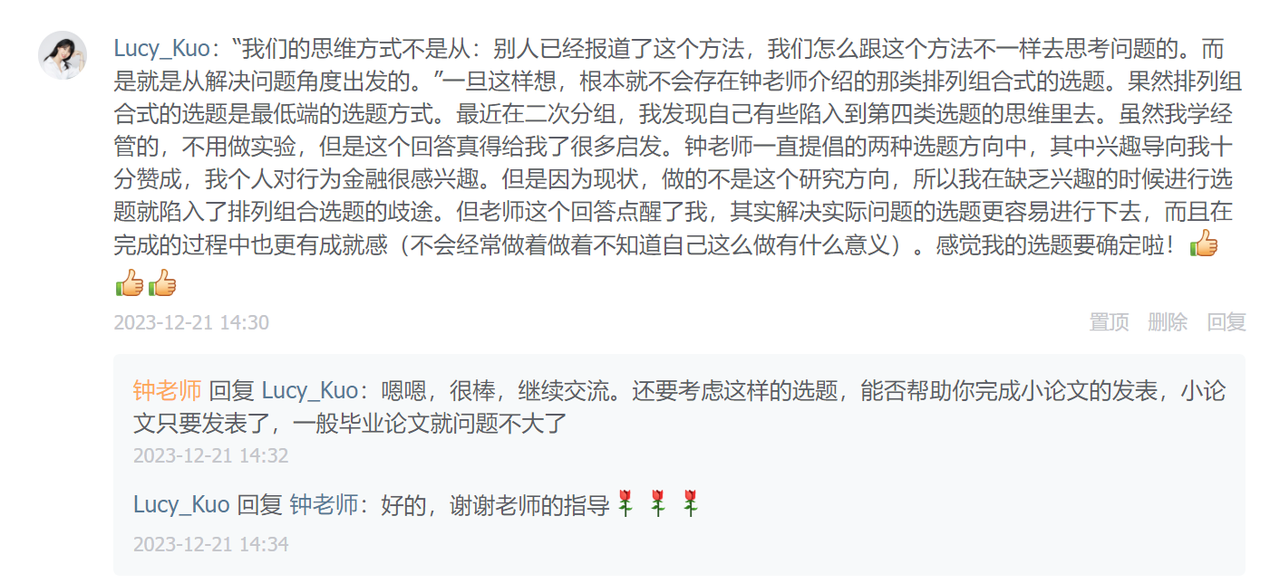 Lucy_Kuo：“我们的思维方式不是从：别人已经报道了这个方法，我们怎么跟这个方法不一样去思考问题的。而
是就是从解决问题角度出发的。”一旦这样想，根本就不会存在钟老师介绍的那类排列组合式的选题。果然排列组
合式的选题是最低端的选题方式。最近在二次分组，我发现自己有些陷入到第四类选题的思维里去。虽然我学经
管的，不用做实验，但是这个回答真得给我了很多启发。钟老师一直提倡的两种选题方向中，其中兴趣导向我十
分赞成，我个人对行为金融很感兴趣。但是因为现状，做的不是这个研究方向，所以我在缺乏兴趣的时候进行选
题就陷入了排列组合选题的歧途。但老师这个回答点醒了我，其实解决实际问题的选题更容易进行下去，而且在
完成的过程中也更有成就感（不会经常做着做着不知道自己这么做有什么意义）。感觉我的选题要确定啦！👍
👍👍
2023-12-21 14:30 置顶 删除 回复
钟老师 回复 Lucy_Kuo：嗯嗯，很棒，继续交流。还要考虑这样的选题，能否帮助你完成小论文的发表，小论
文只要发表了，一般毕业论文就问题不大了
2023-12-21 14:32
Lucy_Kuo 回复 钟老师：好的，谢谢老师的指导🌹🌹🌹
2023-12-21 14:34